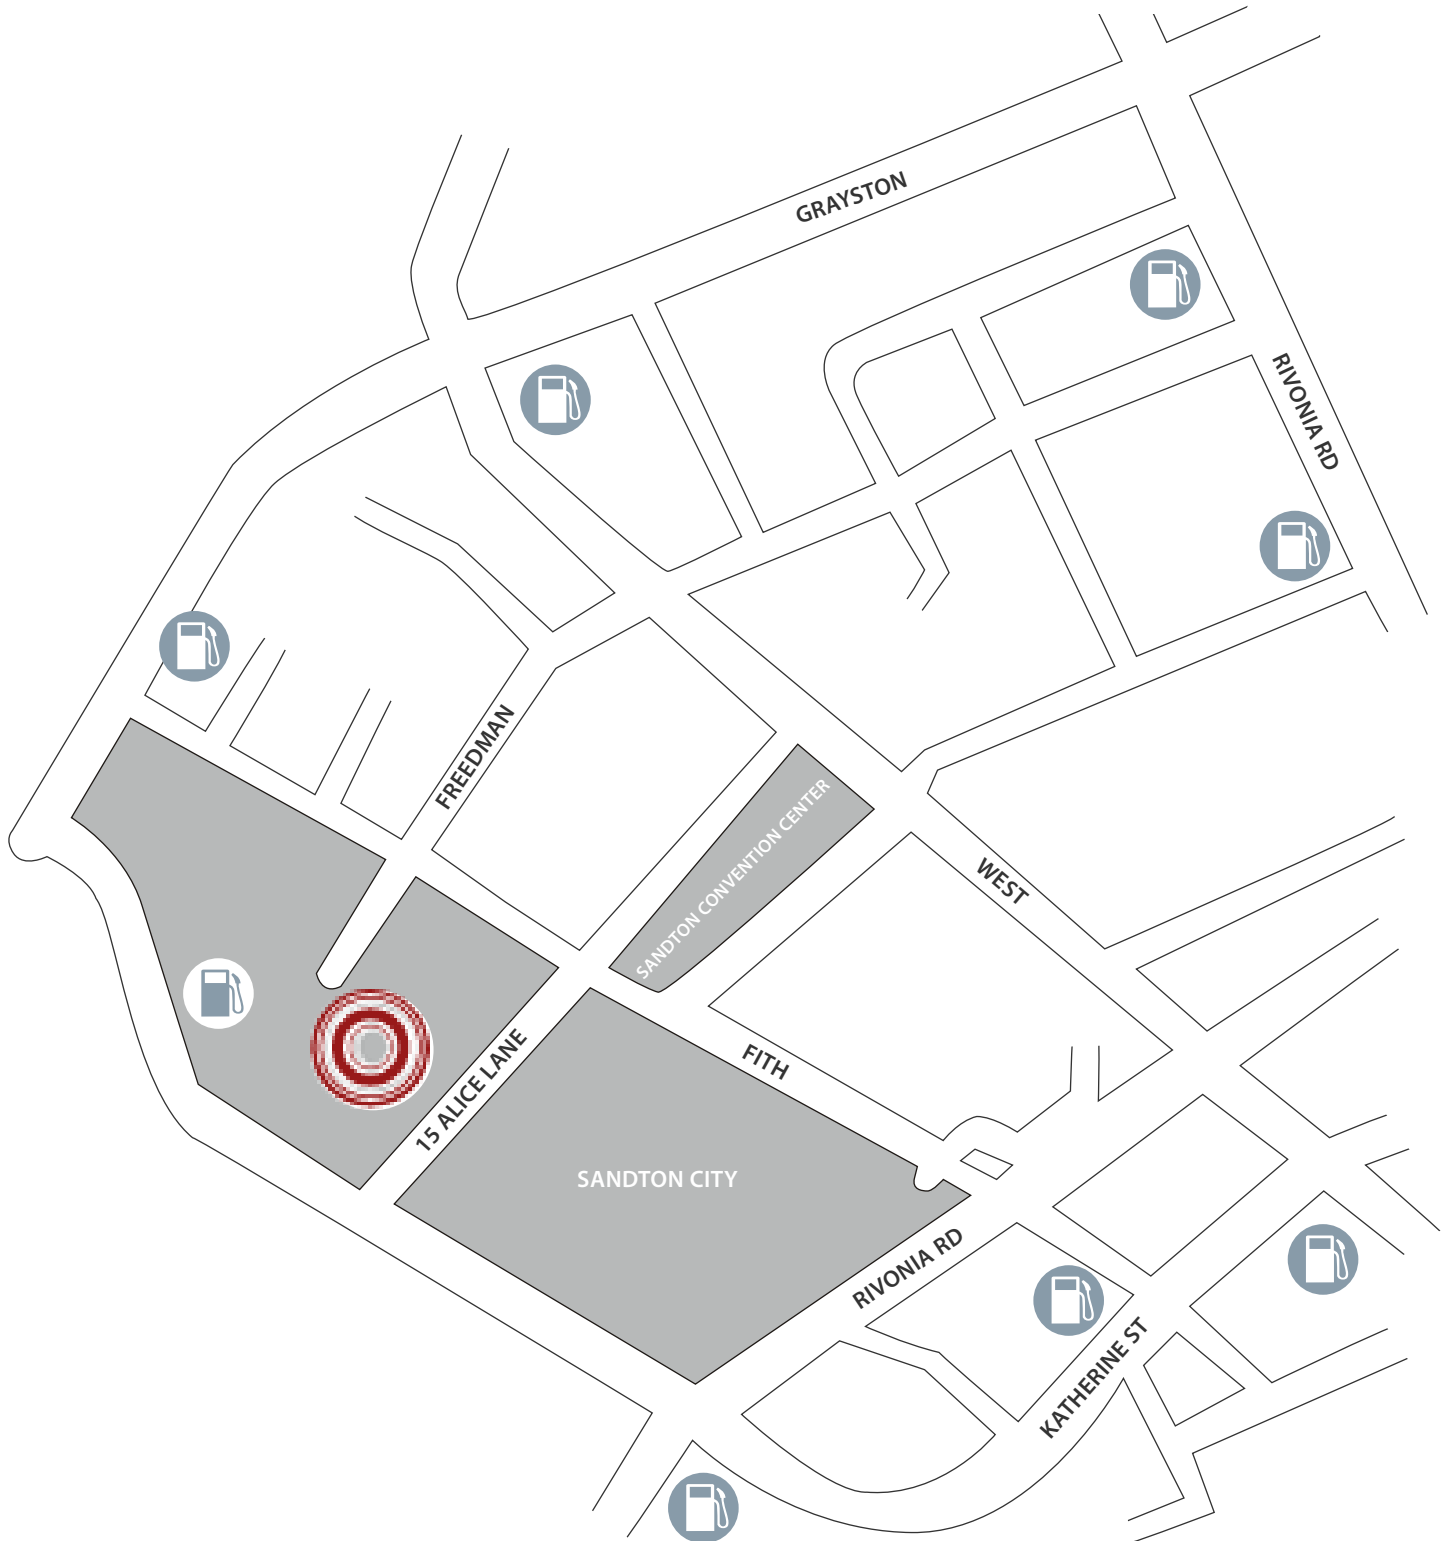 GRAYSTON
RIVONIA RD
FREEDMAN
SANDTON CONVENTION CENTER
WEST
15 ALICE LANE
FITH
SANDTON CITY
RIVONIA RD
KATHERINE ST